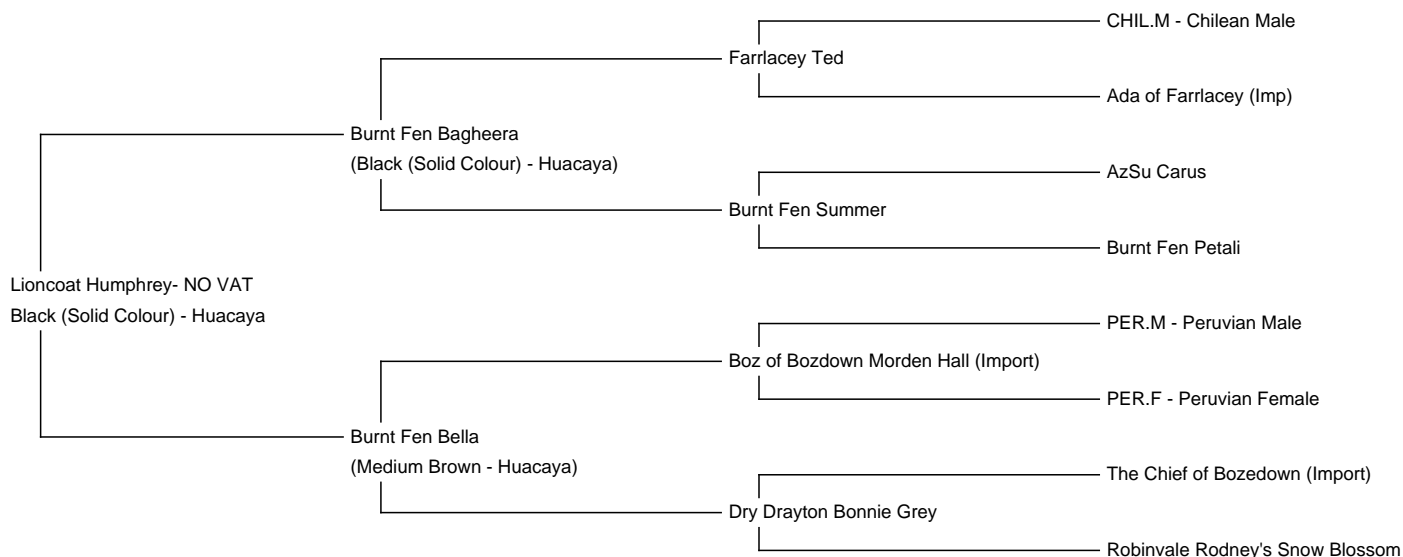 CHIL.M - Chilean Male
Farrlacey Ted
Ada of Farrlacey (Imp)
Burnt Fen Bagheera
(Black (Solid Colour) - Huacaya)
AzSu Carus
Burnt Fen Summer
Burnt Fen Petali
Lioncoat Humphrey- NO VAT
Black (Solid Colour) - Huacaya
PER.M - Peruvian Male
Boz of Bozdown Morden Hall (Import)
PER.F - Peruvian Female
Burnt Fen Bella
(Medium Brown - Huacaya)
The Chief of Bozedown (Import)
Dry Drayton Bonnie Grey
Robinvale Rodney's Snow Blossom